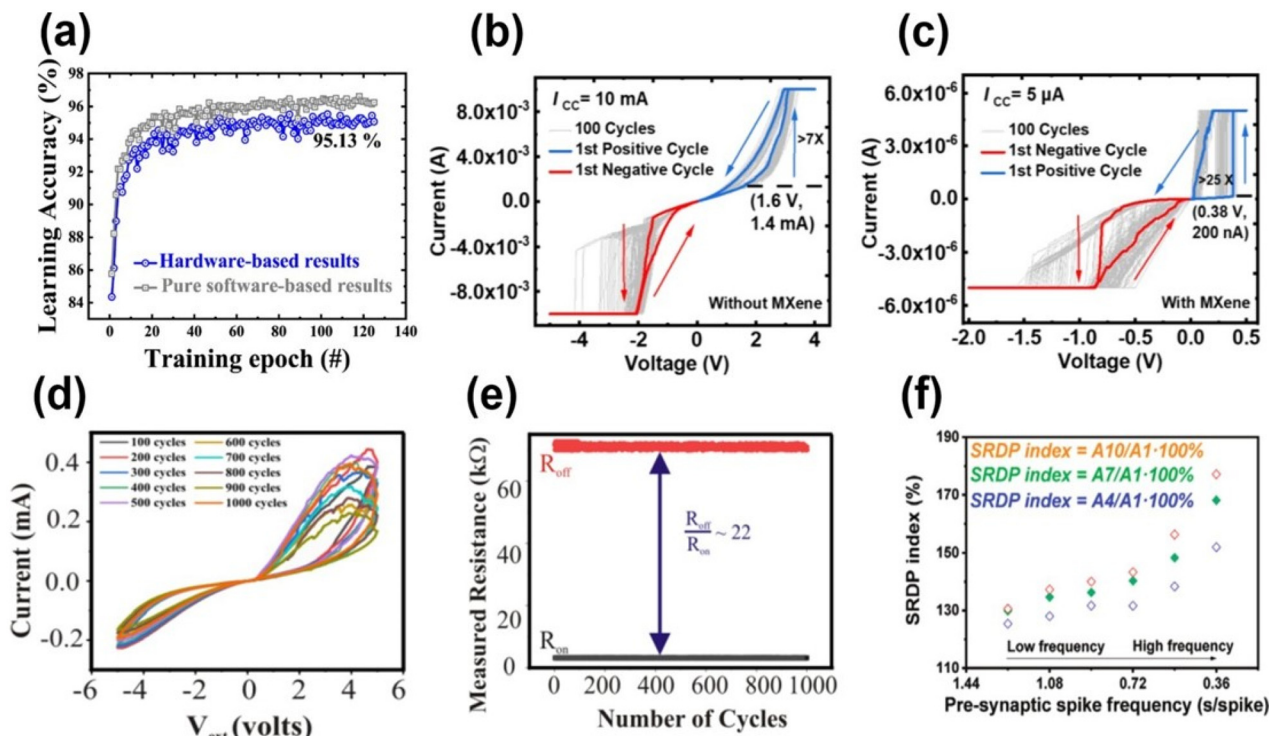 (a)
Learning Accuracy (%)
98
96
94
92
90
88
86
84
95.13 %
Hardware-based results
Pure software-based results
0 20 40 60 80 100 120 140
Training epoch (#)
(b)
Current (A)
8.0x10⁻³
4.0x10⁻³
0.0
-4.0x10⁻³
-8.0x10⁻³
I CC = 10 mA
100 Cycles
1st Positive Cycle
1st Negative Cycle
>7X
(1.6 V,
1.4 mA)
Without MXene
-4 -2 0 2 4
Voltage (V)
(c)
Current (A)
6.0x10⁻⁶
3.0x10⁻⁶
0.0
-3.0x10⁻⁶
-6.0x10⁻⁶
I CC = 5 µA
100 Cycles
1st Negative Cycle
1st Positive Cycle
>25 X
(0.38 V,
200 nA)
With MXene
-2.0 -1.5 -1.0 -0.5 0.0 0.5
Voltage (V)
(d)
Current (mA)
0.4
0.2
0.0
-0.2
100 cycles
200 cycles
300 cycles
400 cycles
500 cycles
600 cycles
700 cycles
800 cycles
900 cycles
1000 cycles
-6 -4 -2 0 2 4 6
(volts)
(e)
Measured Resistance (kΩ)
60
40
20
0
Roff
Roff
Ron
~ 22
Ron
0 200 400 600 800 1000
Number of Cycles
(f)
SRDP index (%)
190
170
150
130
110
SRDP index = A10/A1·100%
SRDP index = A7/A1·100%
SRDP index = A4/A1·100%
Low frequency High frequency
1.44 1.08 0.72 0.36
Pre-synaptic spike frequency (s/spike)